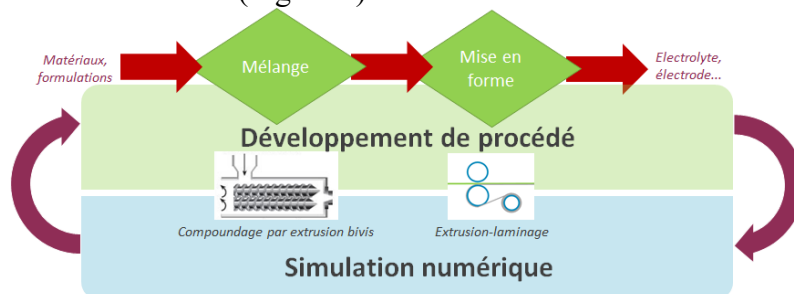 Matériaux,
formulations
Mélange
Mise en
forme
Electrolyte,
électrode...
Développement de procédé
Compoundage par extrusion bivis
Extrusion-laminage
Simulation numérique